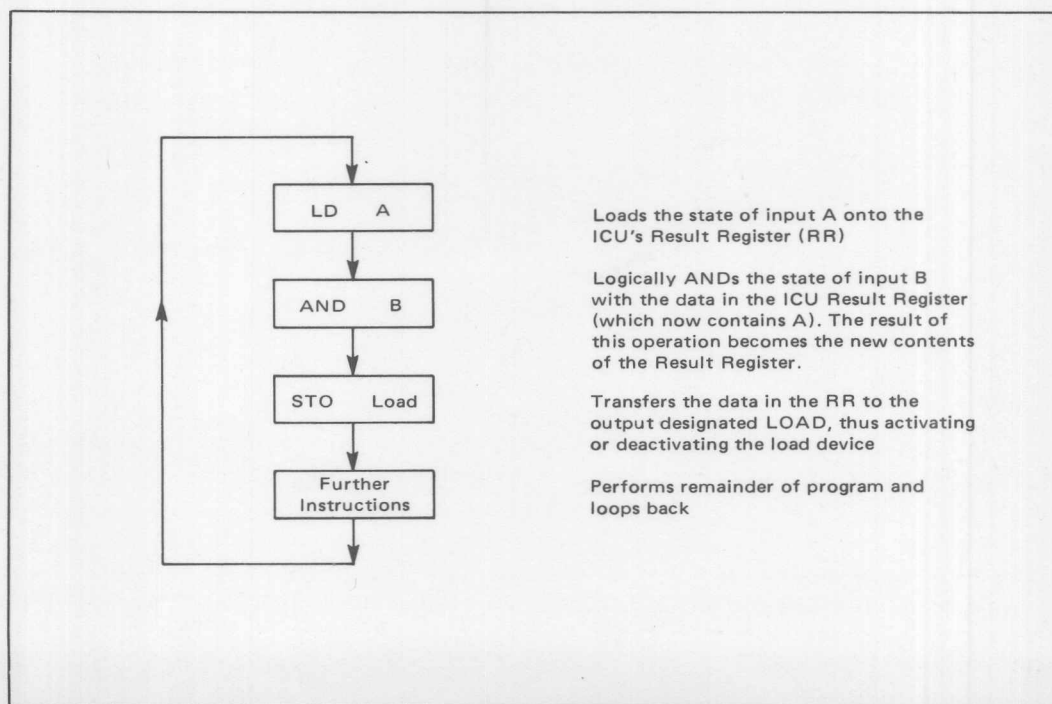 LD A
Loads the state of input A onto the
ICU's Result Register (RR)
AND B
Logically ANDs the state of input B
with the data in the ICU Result Register
(which now contains A). The result of
this operation becomes the new contents
of the Result Register.
STO Load
Transfers the data in the RR to the
output designated LOAD, thus activating
or deactivating the load device
Further
Instructions
Performs remainder of program and
loops back